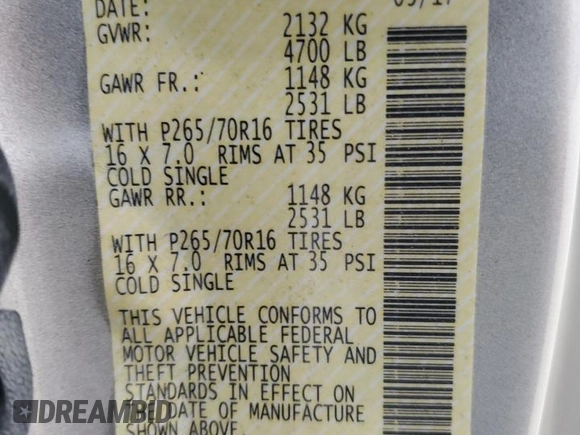 DATE:
GVWR: 2132 KG
4700 LB
GAWR FR.: 1148 KG
2531 LB
WITH P265/70R16 TIRES
16 X 7.0 RIMS AT 35 PSI
COLD SINGLE
GAWR RR.: 1148 KG
2531 LB
WITH P265/70R16 TIRES
16 X 7.0 RIMS AT 35 PSI
COLD SINGLE
THIS VEHICLE CONFORMS TO
ALL APPLICABLE FEDERAL
MOTOR VEHICLE SAFETY AND
THEFT PREVENTION
STANDARDS IN EFFECT ON
DATE OF MANUFACTURE
SHOWN ABOVE.
DREAMBID